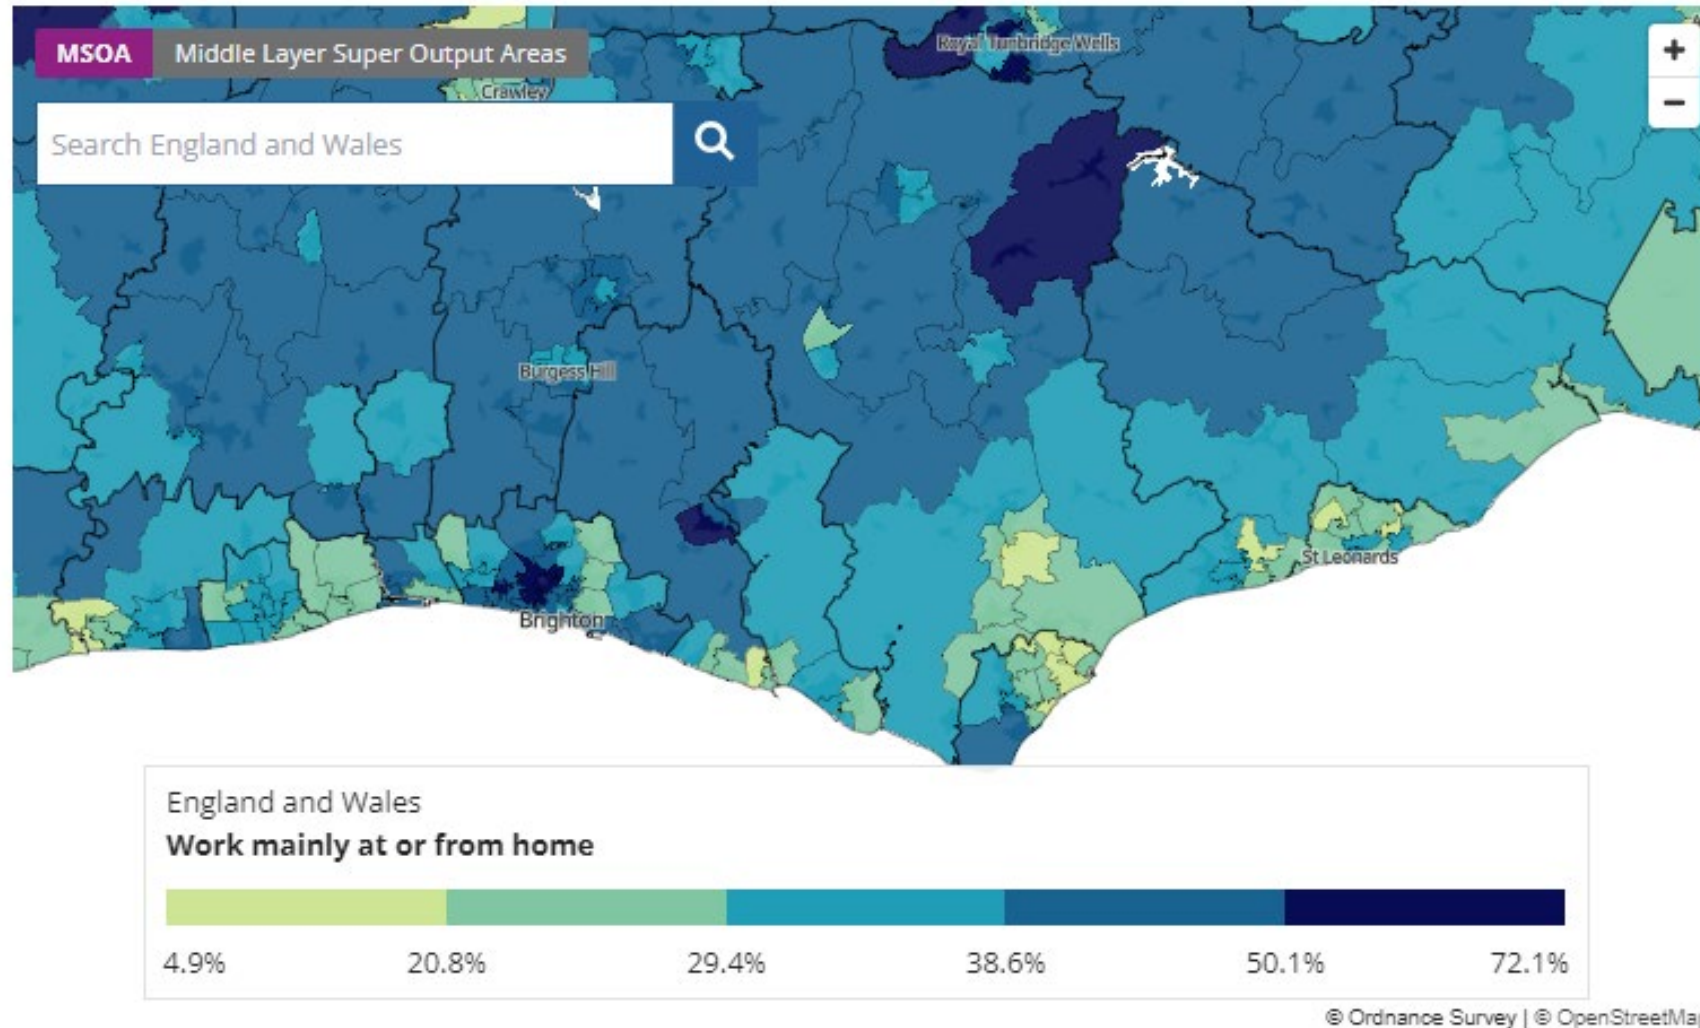 Royal Tunbridge Wells
MSOA Middle Layer Super Output Areas
+
Crawley
−
Search England and Wales
Burgess Hill
St Leonards
Brighton
England and Wales
Work mainly at or from home
4.9% 20.8% 29.4% 38.6% 50.1% 72.1%
© Ordnance Survey | © OpenStreetMap